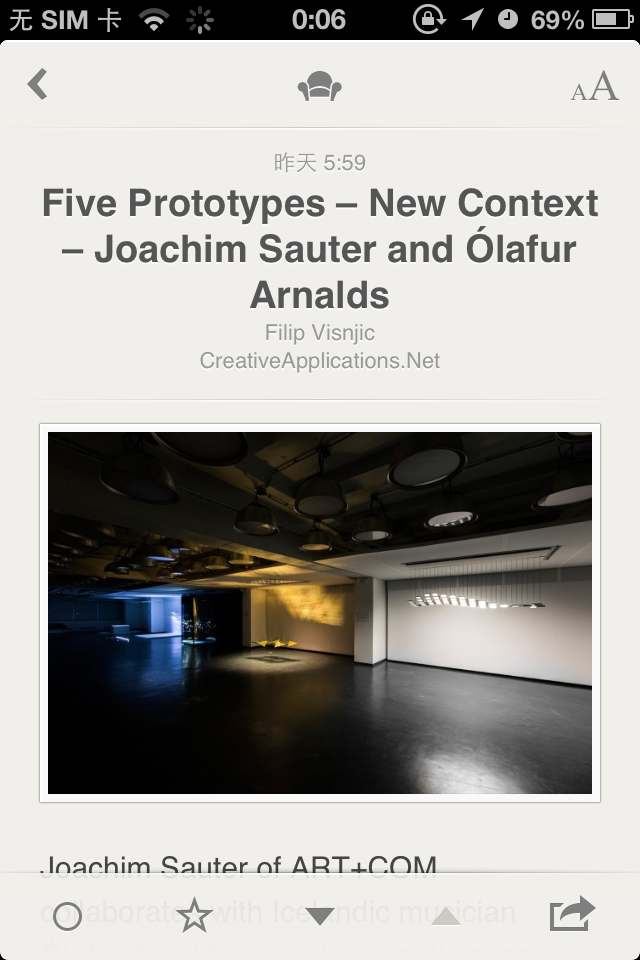 无 SIM 卡 0:06 69%
AA
昨天 5:59
Five Prototypes – New Context
– Joachim Sauter and Ólafur
Arnalds
Filip Visnjic
CreativeApplications.Net
Joachim Sauter of ART+COM
collaborates with Icelandic musician